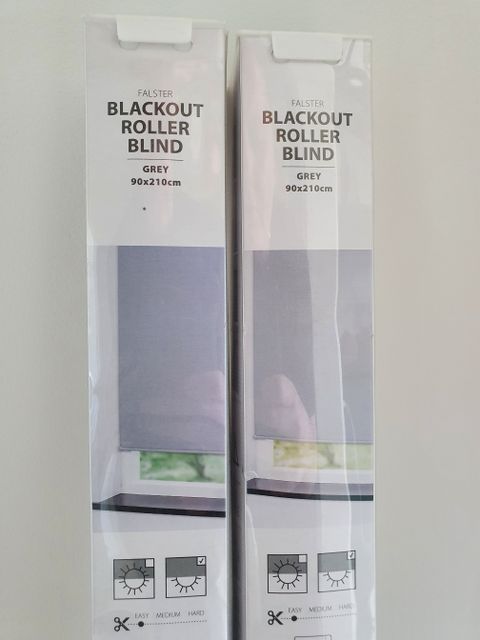 FALSTER
BLACKOUT
ROLLER
BLIND
GREY
90x210cm
EASY MEDIUM HARD
FALSTER
BLACKOUT
ROLLER
BLIND
GREY
90x210cm
EASY MEDIUM HARD